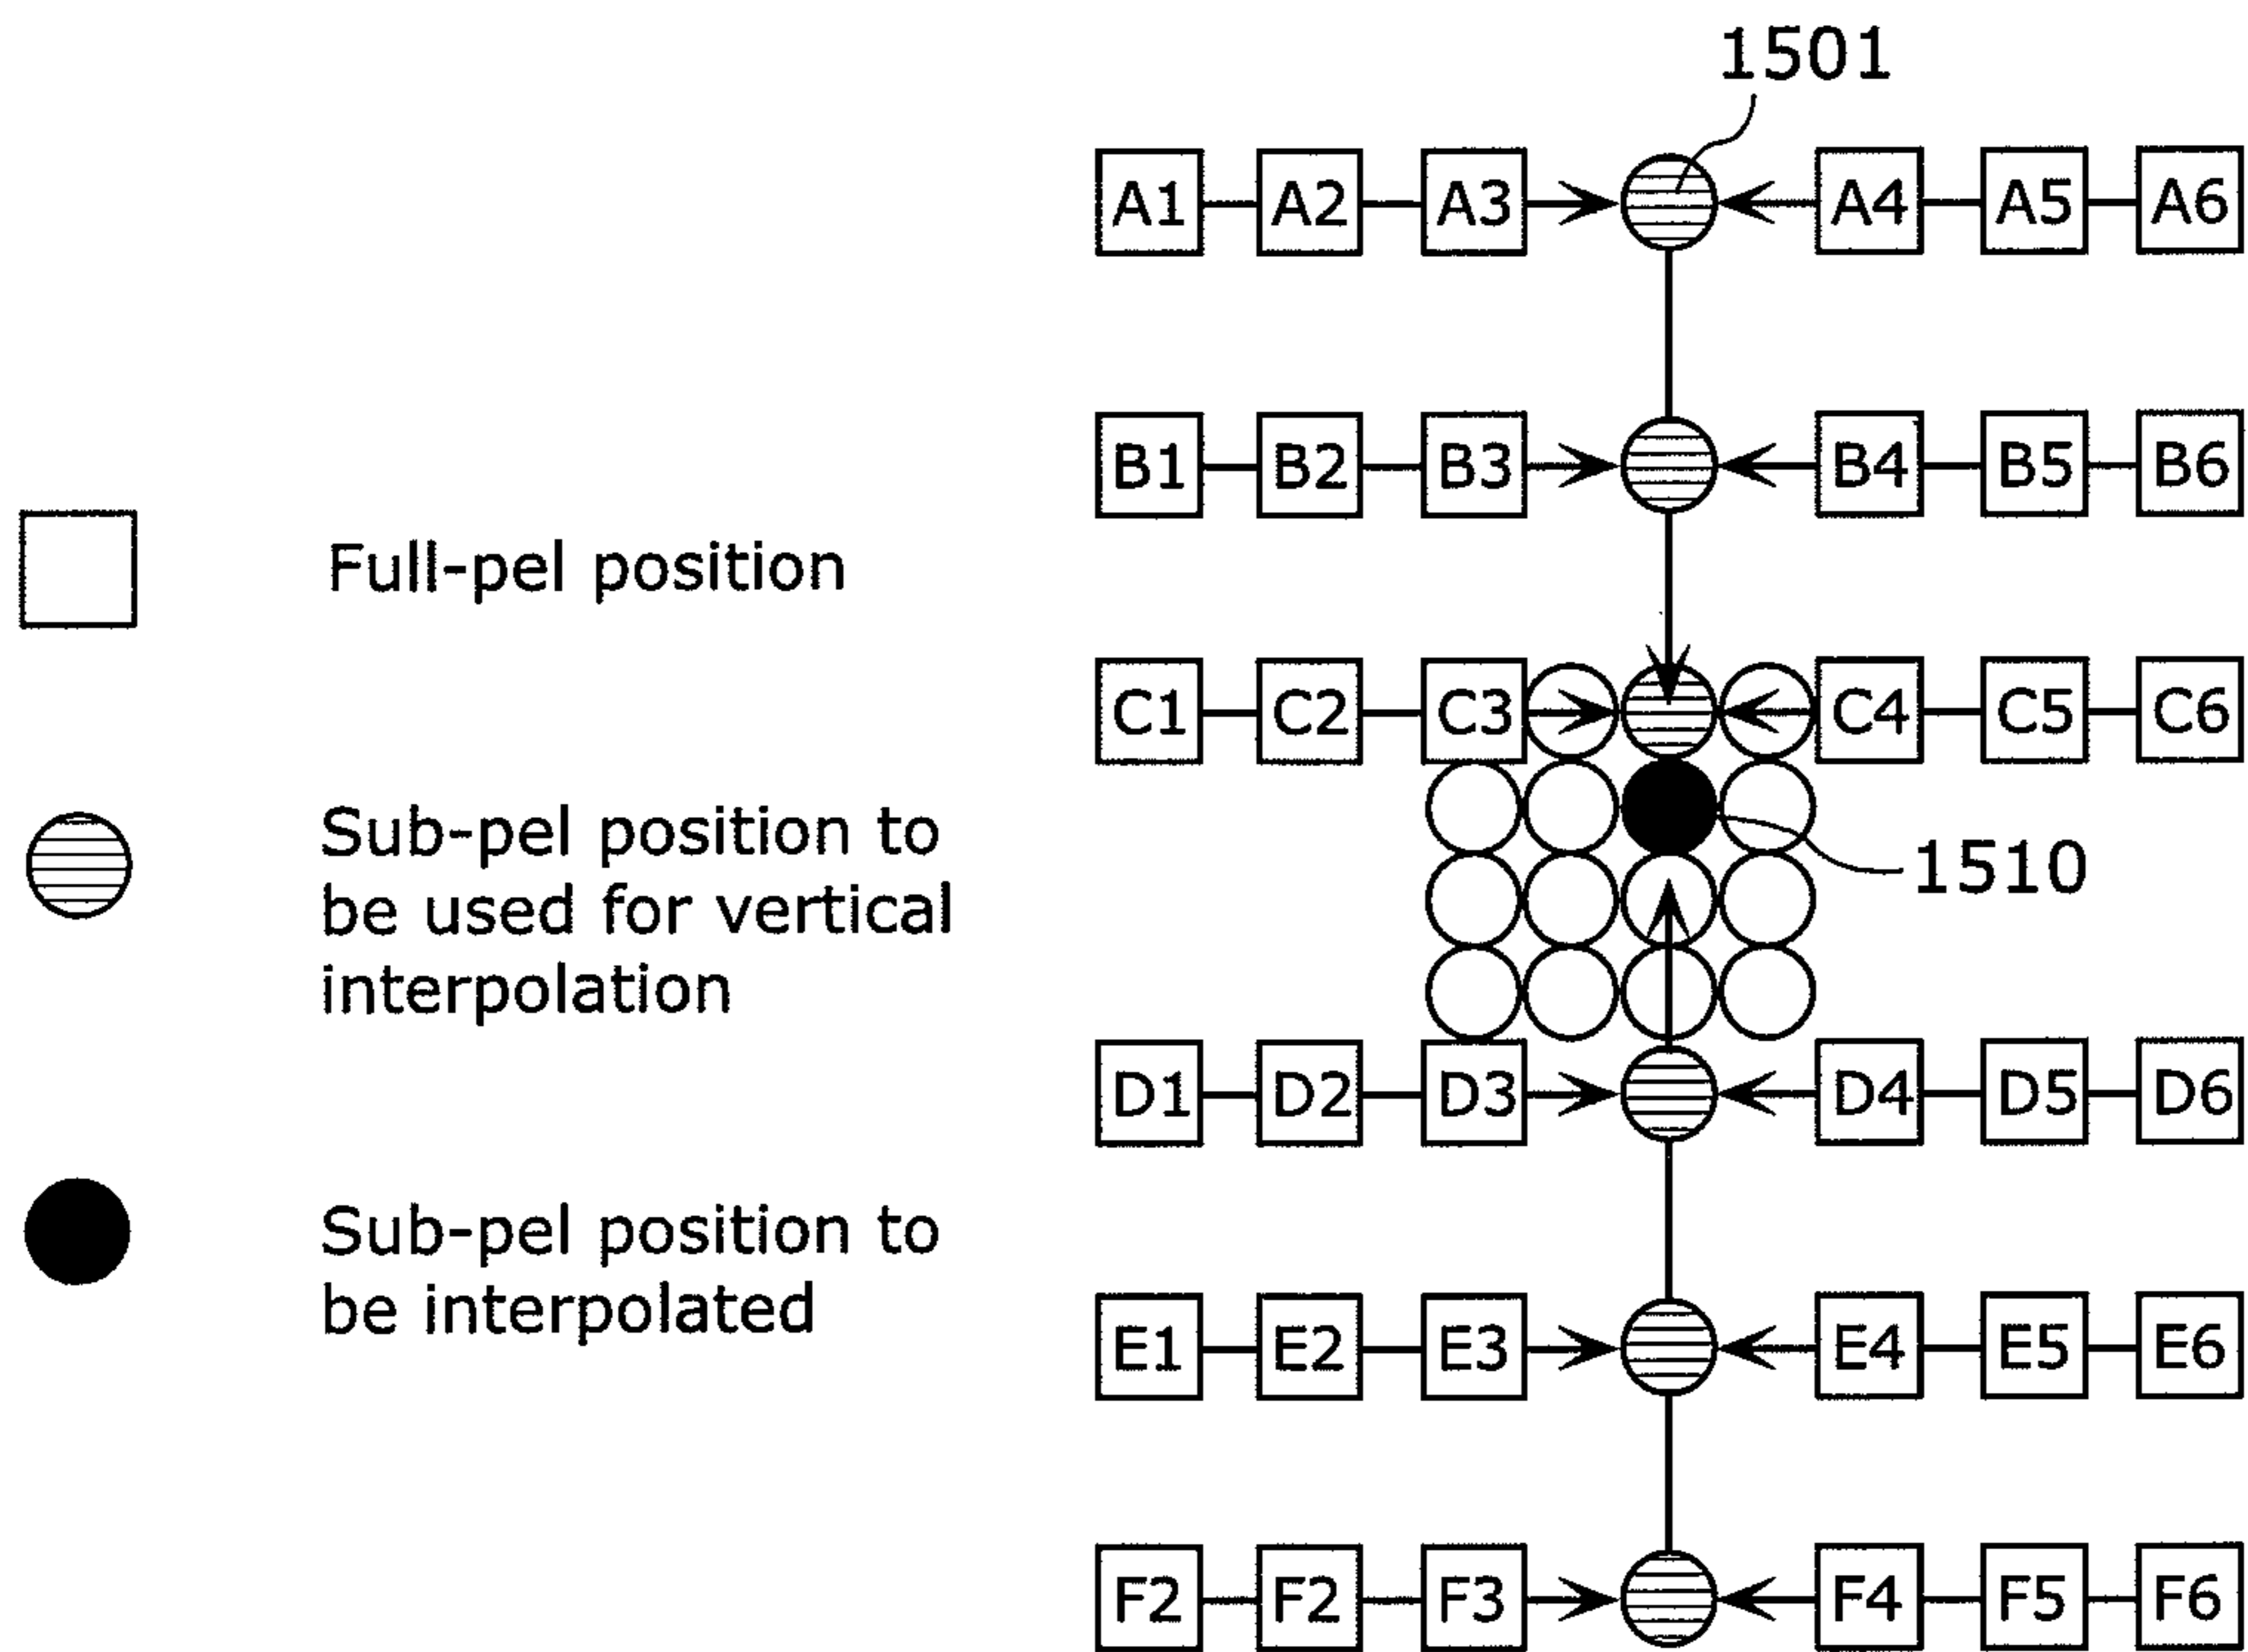 1501
A1 A2 A3 A4 A5 A6
B1 B2 B3 B4 B5 B6
Full-pel position
C1 C2 C3 C4 C5 C6
Sub-pel position to
be used for vertical
interpolation
1510
D1 D2 D3 D4 D5 D6
Sub-pel position to
be interpolated
E1 E2 E3 E4 E5 E6
F2 F2 F3 F4 F5 F6